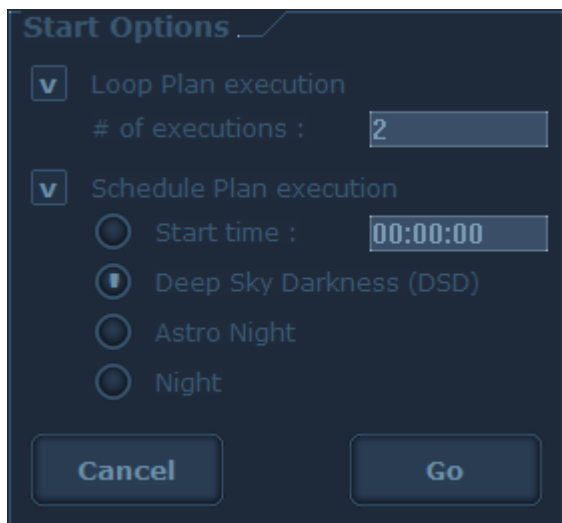 Start Options
v Loop Plan execution
# of executions : 2
v Schedule Plan execution
Start time : 00:00:00
Deep Sky Darkness (DSD)
Astro Night
Night
Cancel Go